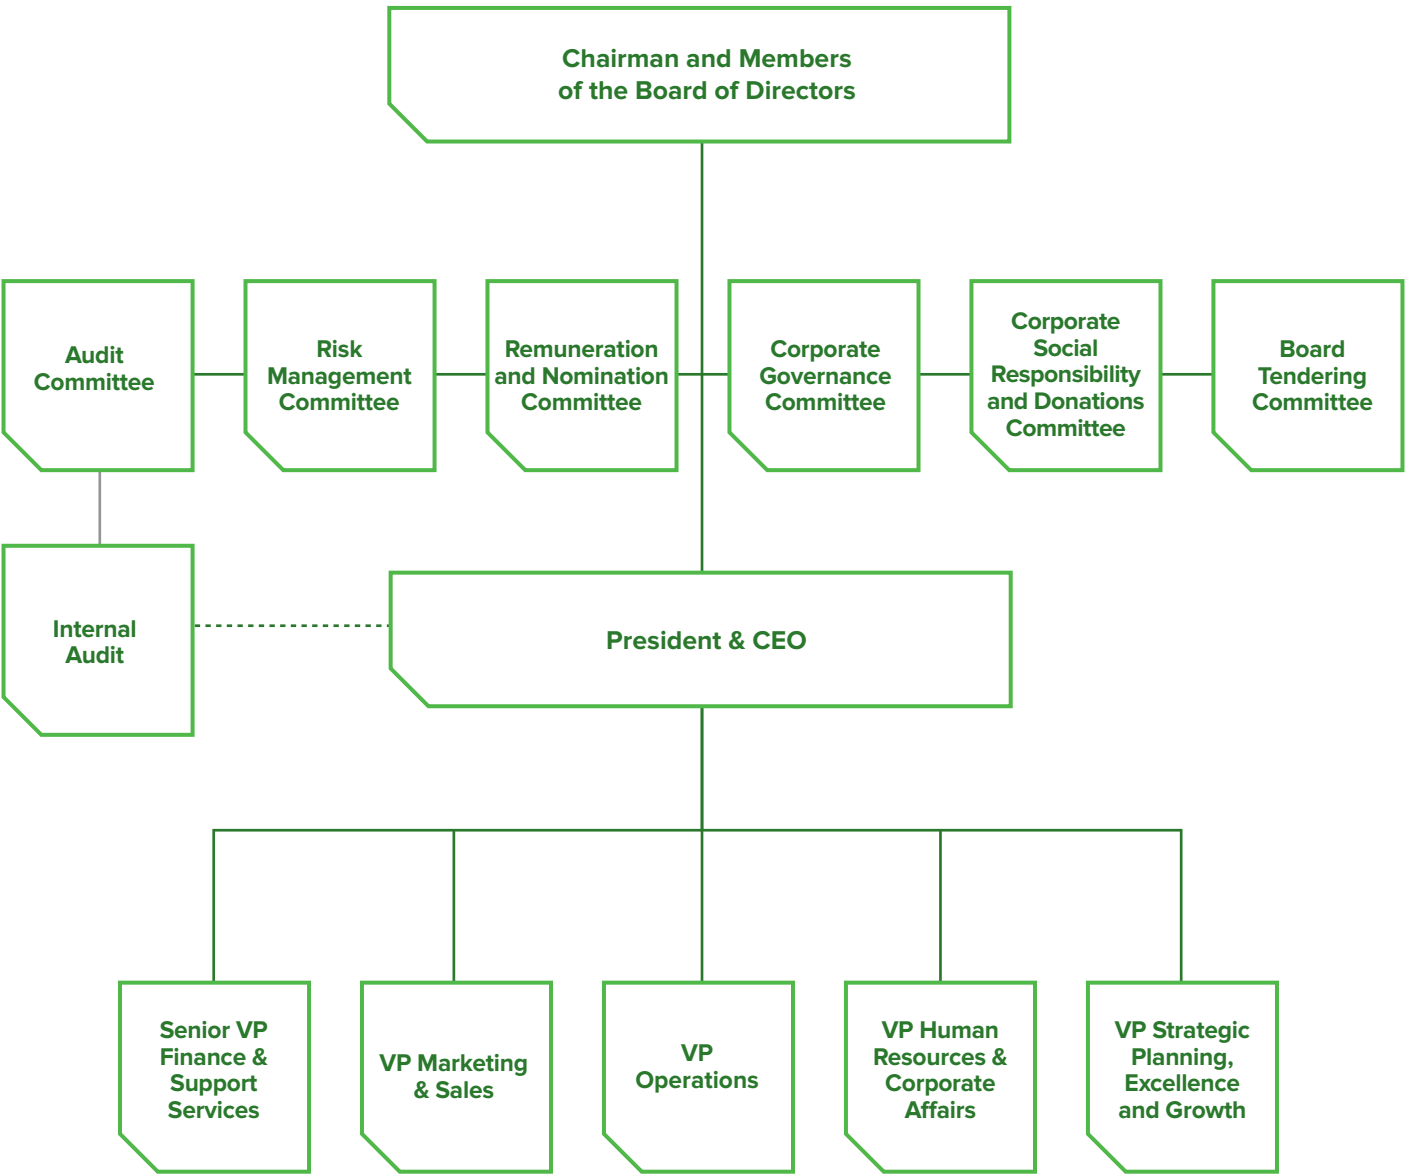 Chairman and Members
of the Board of Directors
Audit
Committee
Risk
Management
Committee
Remuneration
and Nomination
Committee
Corporate
Governance
Committee
Corporate
Social
Responsibility
and Donations
Committee
Board
Tendering
Committee
Internal
Audit
President & CEO
Senior VP
Finance &
Support
Services
VP Marketing
& Sales
VP
Operations
VP Human
Resources &
Corporate
Affairs
VP Strategic
Planning,
Excellence
and Growth